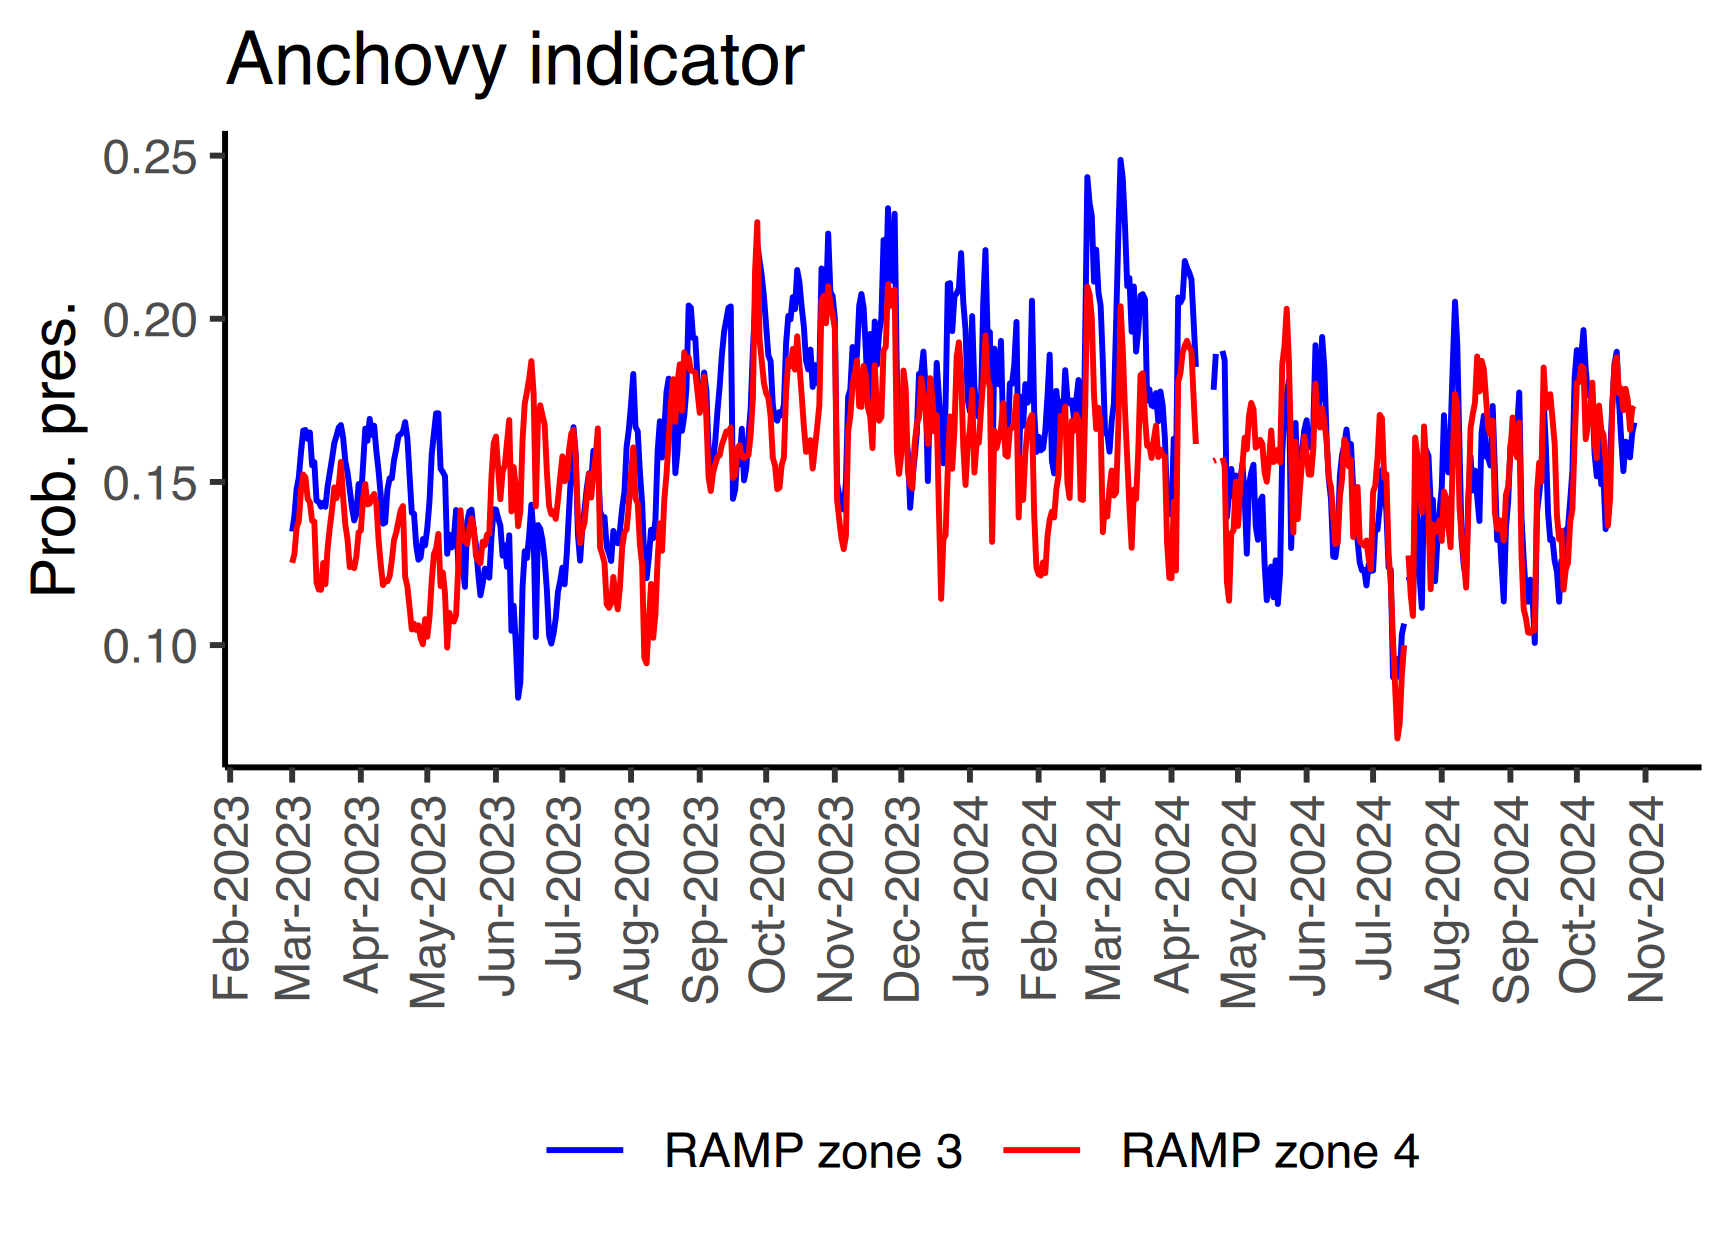 Anchovy indicator
Prob. pres.
0.25
0.20
0.15
0.10
Feb-2023
Mar-2023
Apr-2023
May-2023
Jun-2023
Jul-2023
Aug-2023
Sep-2023
Oct-2023
Nov-2023
Dec-2023
Jan-2024
Feb-2024
Mar-2024
Apr-2024
May-2024
Jun-2024
Jul-2024
Aug-2024
Sep-2024
Oct-2024
Nov-2024
RAMP zone 3
RAMP zone 4